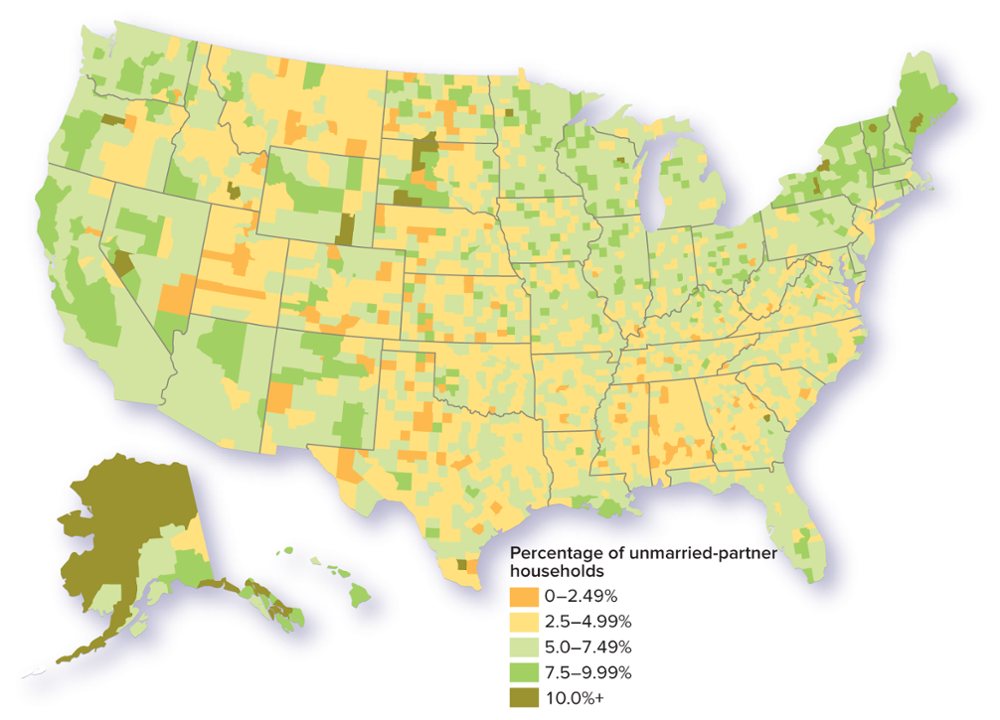 Percentage of unmarried-partner
households
0–2.49%
2.5–4.99%
5.0–7.49%
7.5–9.99%
10.0%+